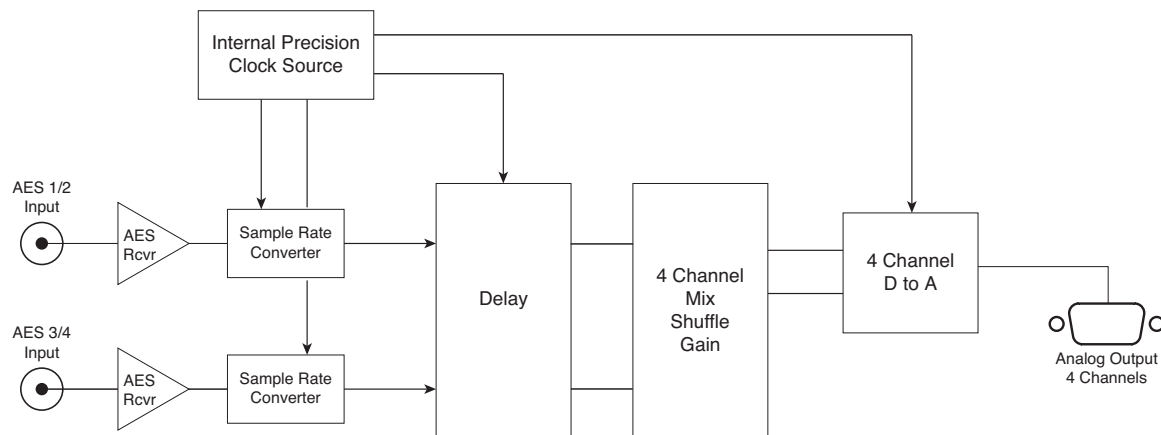 Internal Precision
Clock Source
AES 1/2
Input
AES
Rcvr
Sample Rate
Converter
Delay
4 Channel
Mix
Shuffle
Gain
4 Channel
D to A
Analog Output
4 Channels
AES 3/4
Input
AES
Rcvr
Sample Rate
Converter